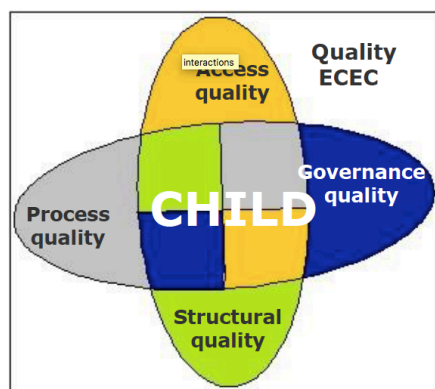 Quality
ECEC
interactions
Access
quality
Governance
quality
CHILD
Process
quality
Structural
quality